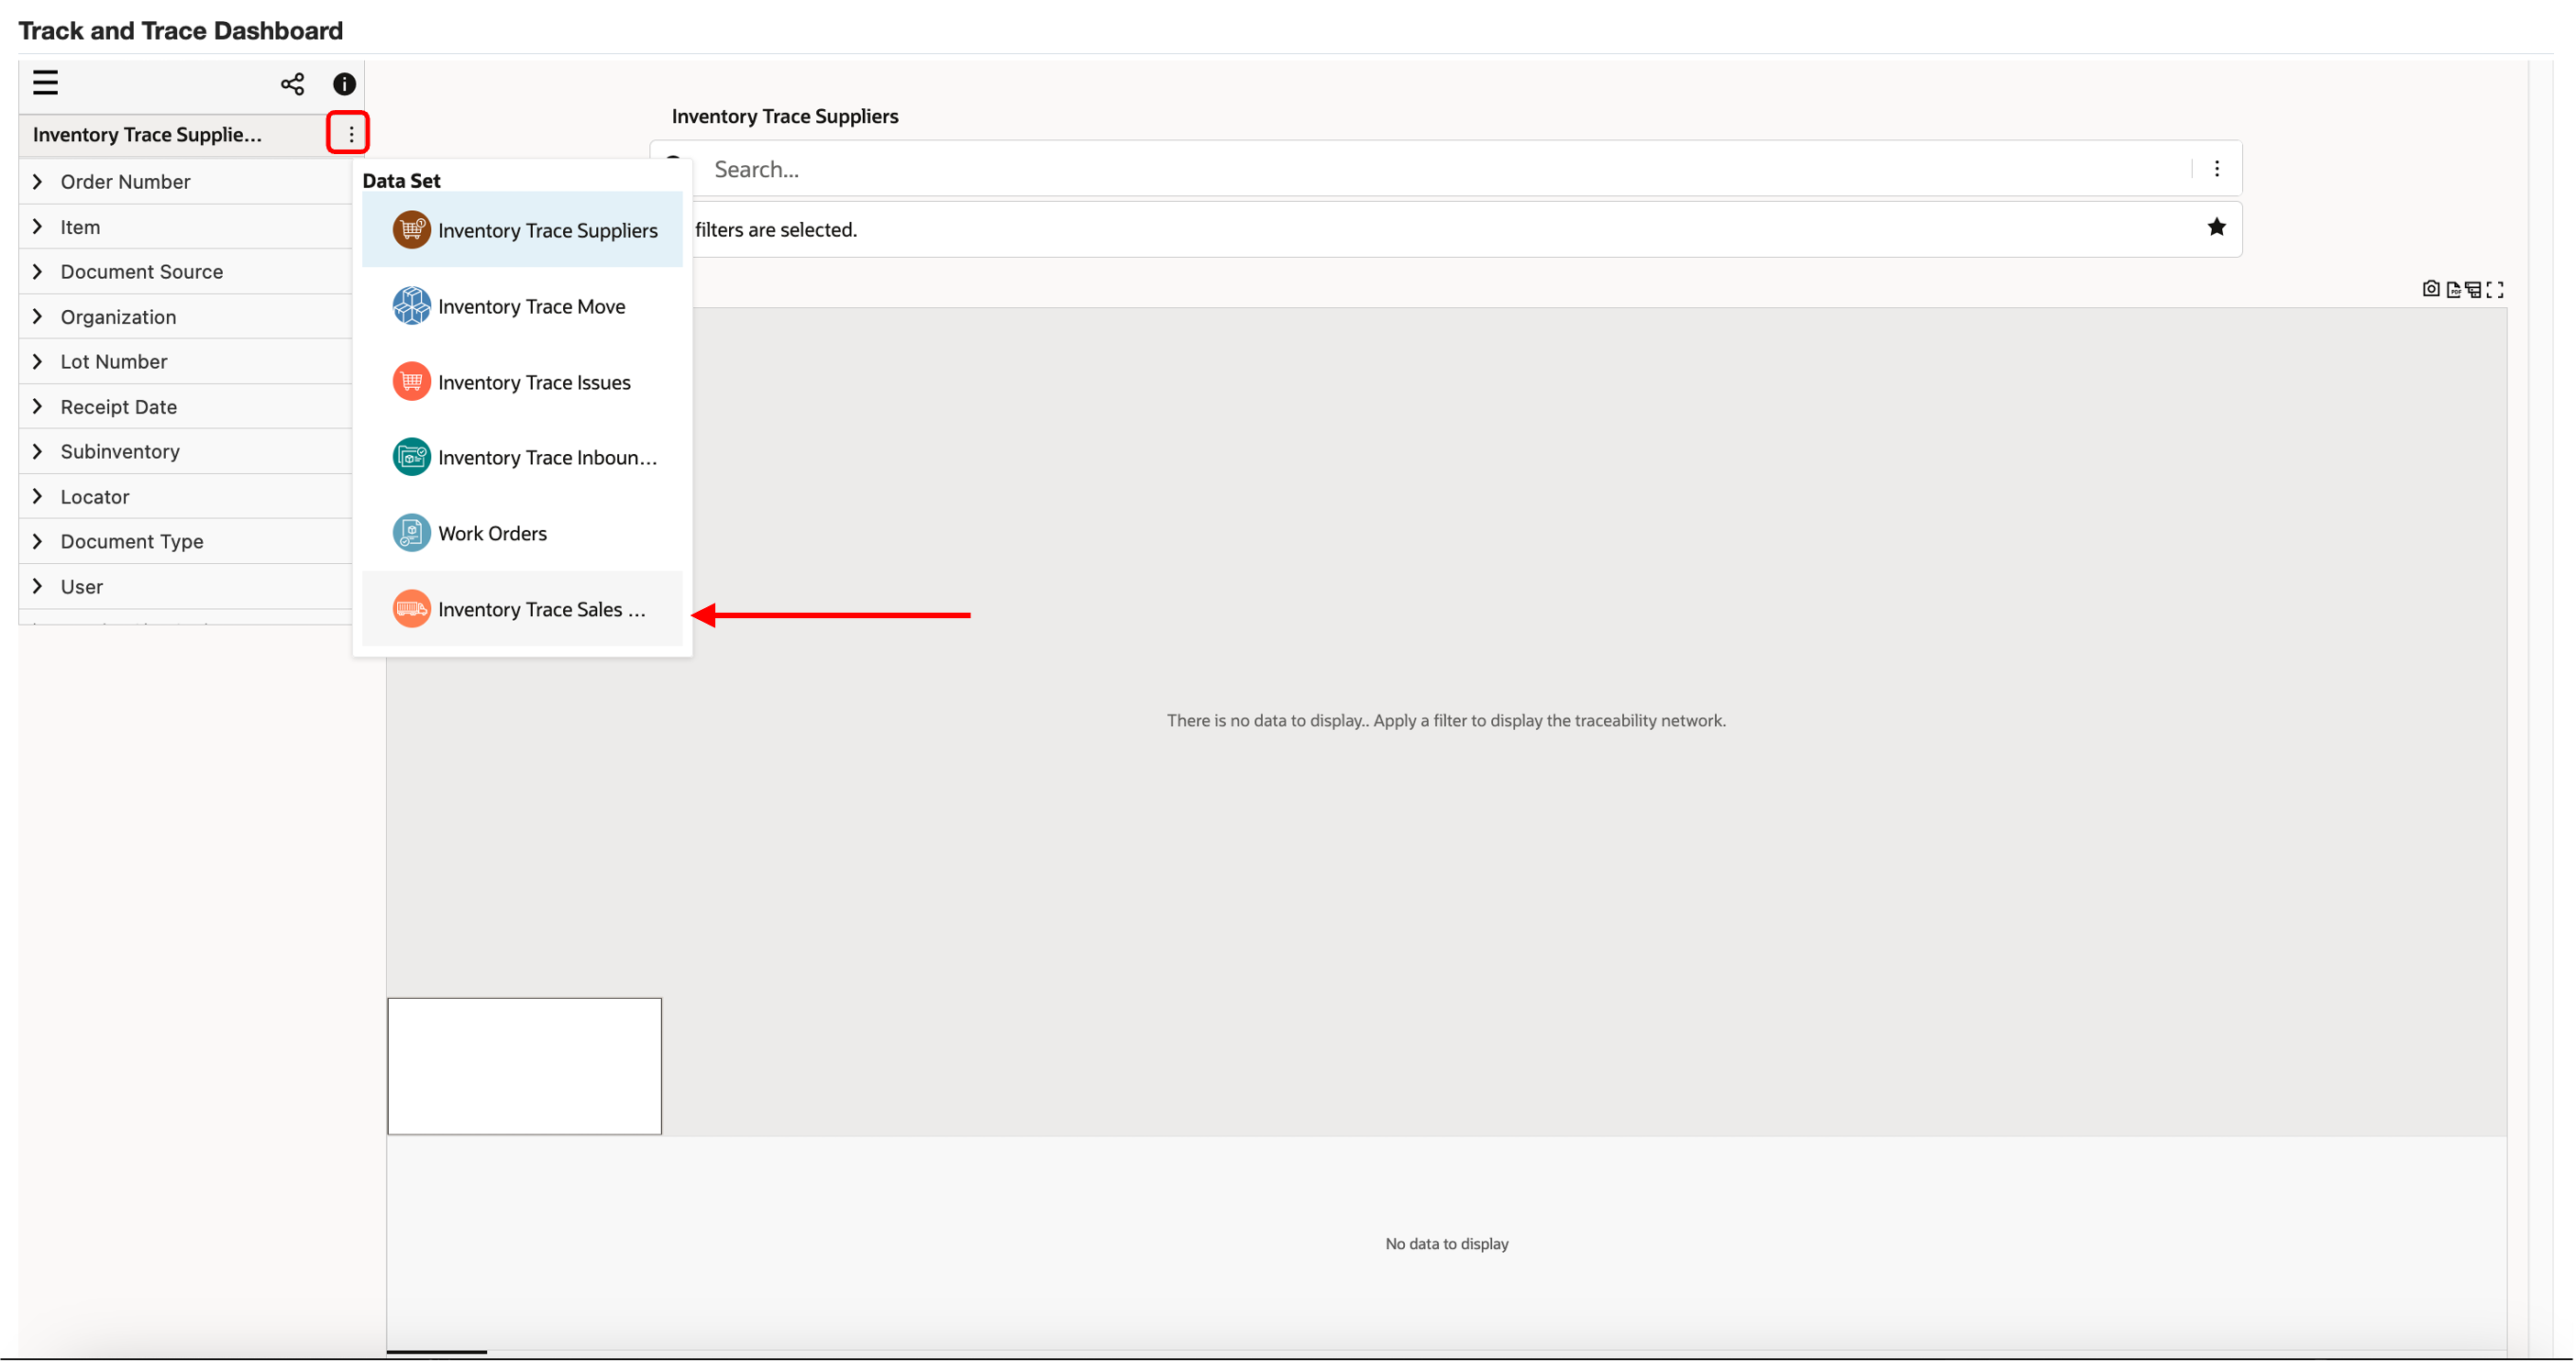 Track and Trace Dashboard
Inventory Trace Supplie...
Order Number
Item
Document Source
Organization
Lot Number
Receipt Date
Subinventory
Locator
Document Type
User
Data Set
Inventory Trace Suppliers
Inventory Trace Move
Inventory Trace Issues
Inventory Trace Inboun...
Work Orders
Inventory Trace Sales ...
Inventory Trace Suppliers
Search...
filters are selected.
PDF
There is no data to display.. Apply a filter to display the traceability network.
No data to display